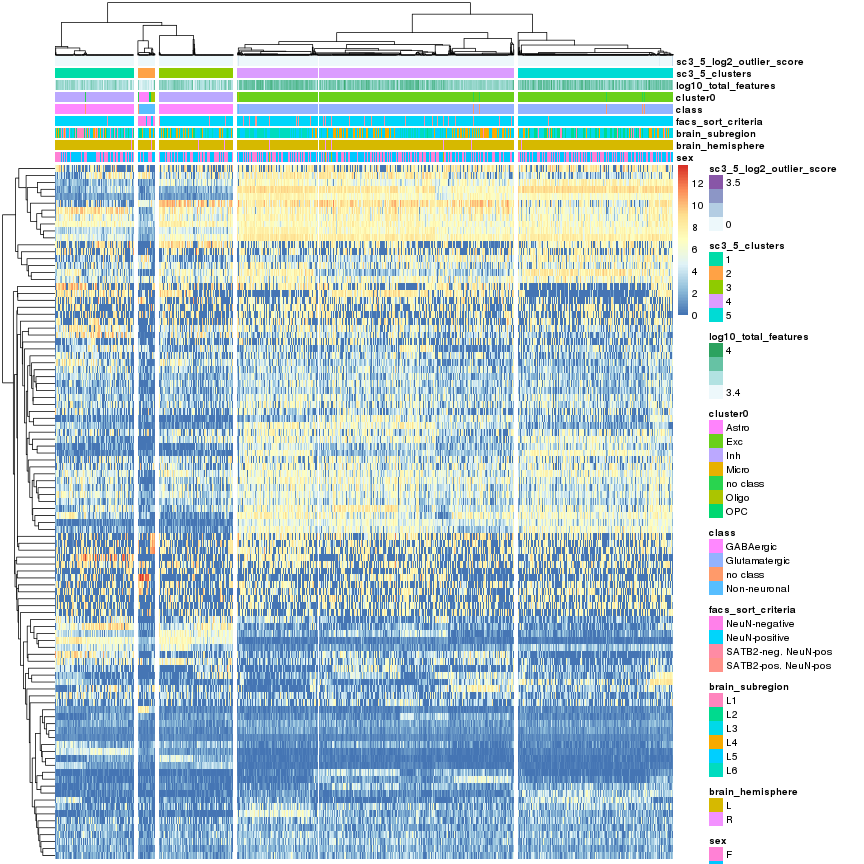 sc3_5_log2_outlier_score
sc3_5_clusters
log10_total_features
cluster0
class
facs_sort_criteria
brain_subregion
brain_hemisphere
sex
12
10
8
6
4
2
0
sc3_5_log2_outlier_score
3.5
0
sc3_5_clusters
1
2
3
4
5
log10_total_features
4
3.4
cluster0
Astro
Exc
Inh
Micro
no class
Oligo
OPC
class
GABAergic
Glutamatergic
no class
Non-neuronal
facs_sort_criteria
NeuN-negative
NeuN-positive
SATB2-neg. NeuN-pos
SATB2-pos. NeuN-pos
brain_subregion
L1
L2
L3
L4
L5
L6
brain_hemisphere
L
R
sex
F